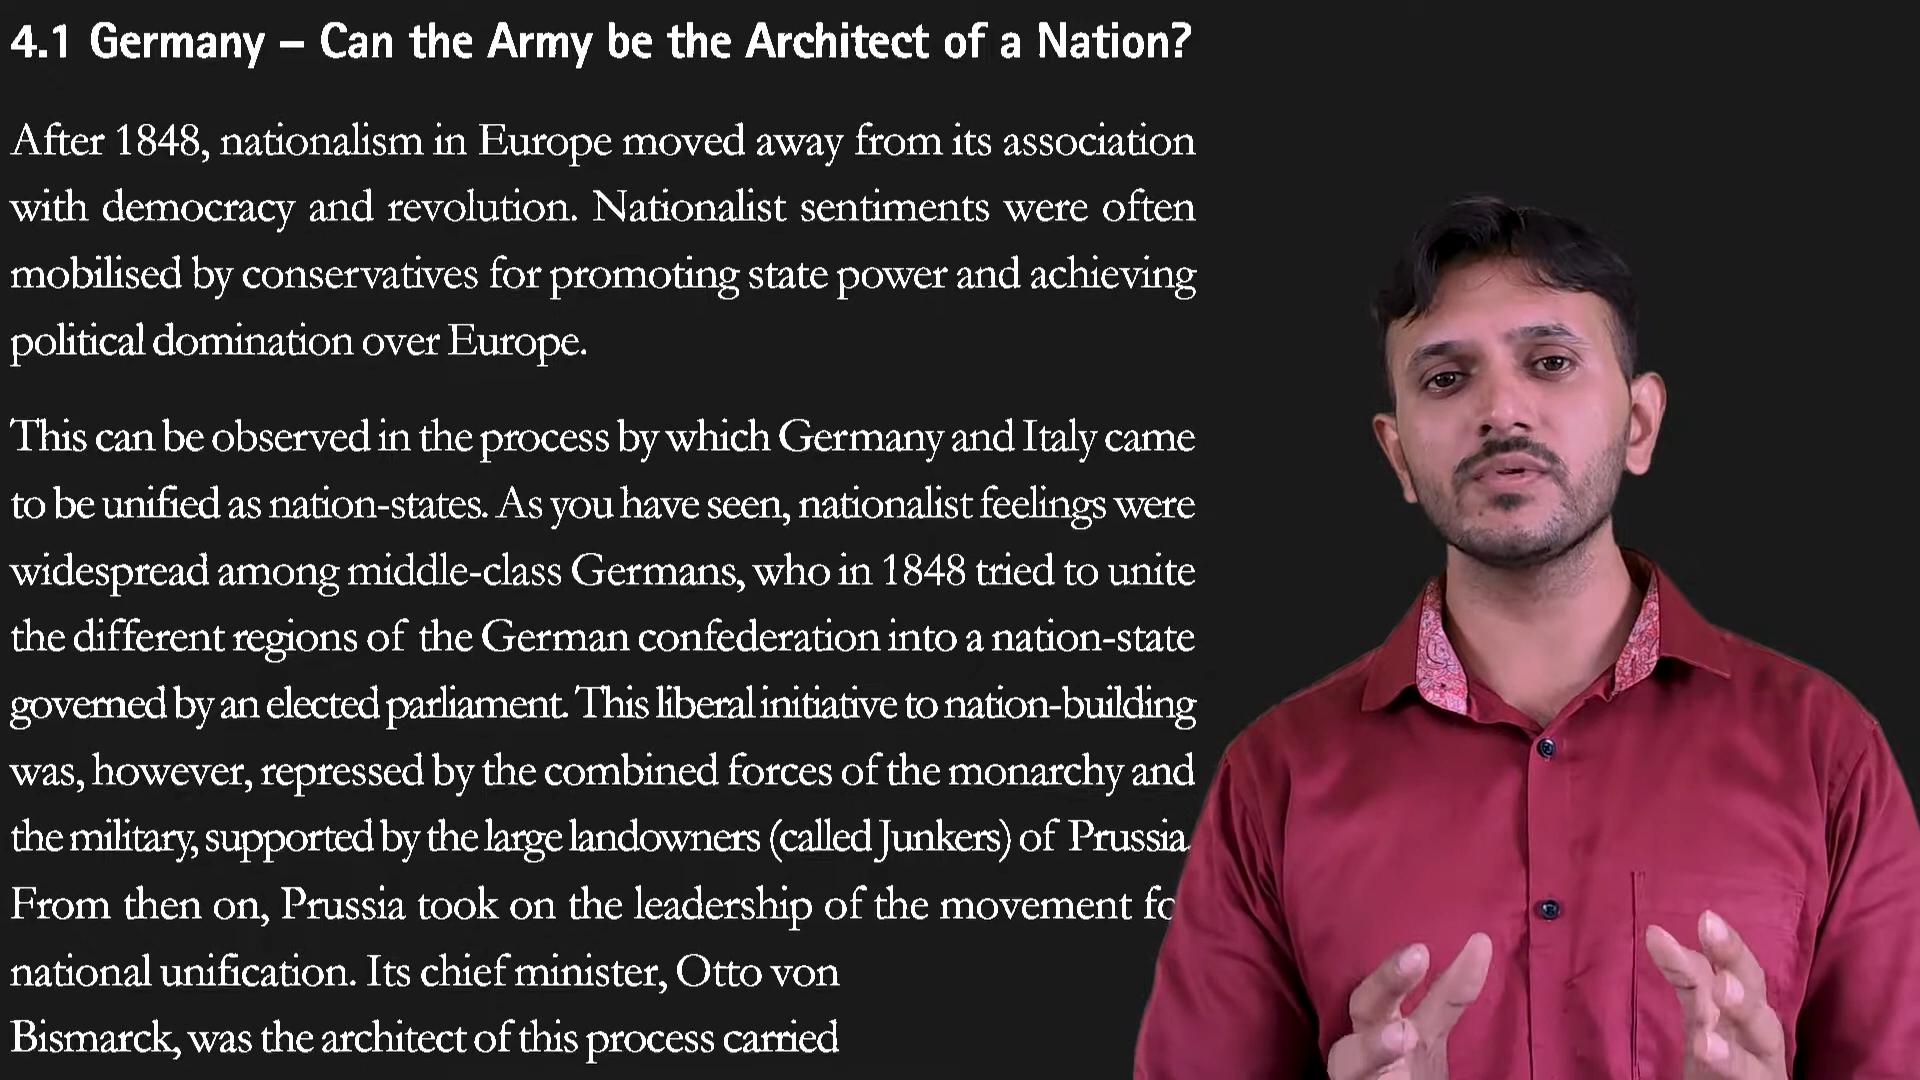 4.1 Germany – Can the Army be the Architect of a Nation?
After 1848, nationalism in Europe moved away from its association
with democracy and revolution. Nationalist sentiments were often
mobilised by conservatives for promoting state power and achieving
political domination over Europe.
This can be observed in the process by which Germany and Italy came
to be unified as nation-states. As you have seen, nationalist feelings were
widespread among middle-class Germans, who in 1848 tried to unite
the different regions of the German confederation into a nation-state
governed by an elected parliament. This liberal initiative to nation-building
was, however, repressed by the combined forces of the monarchy and
the military, supported by the large landowners (called Junkers) of Prussia.
From then on, Prussia took on the leadership of the movement
national unification. Its chief minister, Otto von
Bismarck, was the architect of this process carried